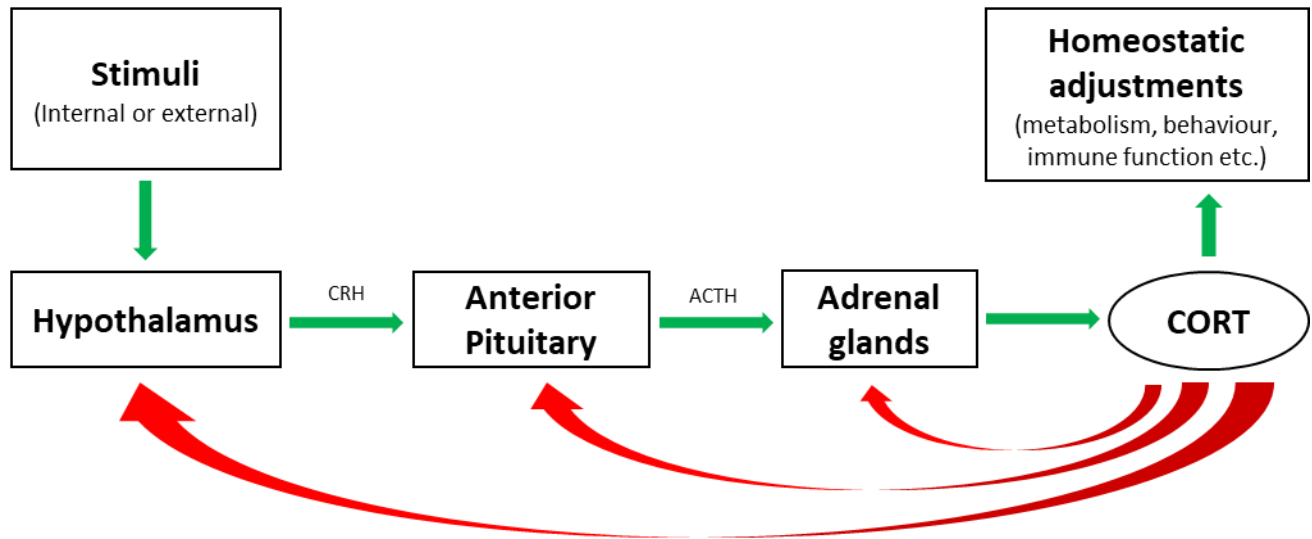 Stimuli
(Internal or external)
Homeostatic
adjustments
(metabolism, behaviour,
immune function etc.)
Hypothalamus
CRH
Anterior
Pituitary
ACTH
Adrenal
glands
CORT